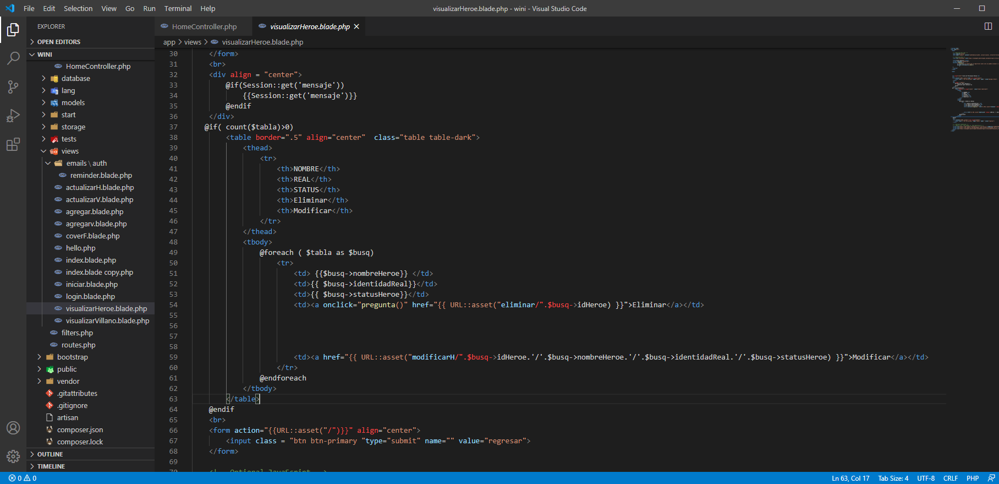 File Edit Selection View Go Run Terminal Help
visualizarHeroe.blade.php - wini - Visual Studio Code
EXPLORER
OPEN EDITORS
WINI
HomeController.php
database
lang
models
start
storage
tests
views
emails \ auth
reminder.blade.php
actualizarH.blade.php
actualizarV.blade.php
agregar.blade.php
agregarv.blade.php
coverF.blade.php
hello.php
index.blade.php
index.blade copy.php
iniciar.blade.php
login.blade.php
visualizarHeroe.blade.php
visualizarVillano.blade.php
filters.php
routes.php
bootstrap
public
vendor
.gitattributes
.gitignore
artisan
composer.json
composer.lock
OUTLINE
TIMELINE
HomeController.php
visualizarHeroe.blade.php
app > views > visualizarHeroe.blade.php
30 </form>
31 <br>
32 <div align = "center">
33 @if(Session::get('mensaje'))
34 {{Session::get('mensaje')}}
35 @endif
36 </div>
37 @if( count($tabla)>0)
38 <table border=".5" align="center"  class="table table-dark">
39 <thead>
40 <tr>
41 <th>NOMBRE</th>
42 <th>REAL</th>
43 <th>STATUS</th>
44 <th>Eliminar</th>
45 <th>Modificar</th>
46 </tr>
47 </thead>
48 <tbody>
49 @foreach ( $tabla as $busq)
50 <tr>
51 <td> {{$busq->nombreHeroe}} </td>
52 <td>{{ $busq->identidadReal}}</td>
53 <td>{{ $busq->statusHeroe}}</td>
54 <td><a onclick="pregunta()" href="{{ URL::asset("eliminar/".$busq->idHeroe) }}">Eliminar</a></td>
55
56
57
58
59 <td><a href="{{ URL::asset("modificarH/".$busq->idHeroe.'/'.$busq->nombreHeroe.'/'.$busq->identidadReal.'/'.$busq->statusHeroe) }}">Modificar</a></td>
60 </tr>
61 @endforeach
62 </tbody>
63 </table>
64 @endif
65 <br>
66 <form action="{{URL::asset("/")}}" align="center">
67 <input class = "btn btn-primary "type="submit" name="" value="regresar">
68 </form>
69
70 <!-- Optional JavaScript -->
0 0
Ln 63, Col 17 Tab Size: 4 UTF-8 CRLF PHP